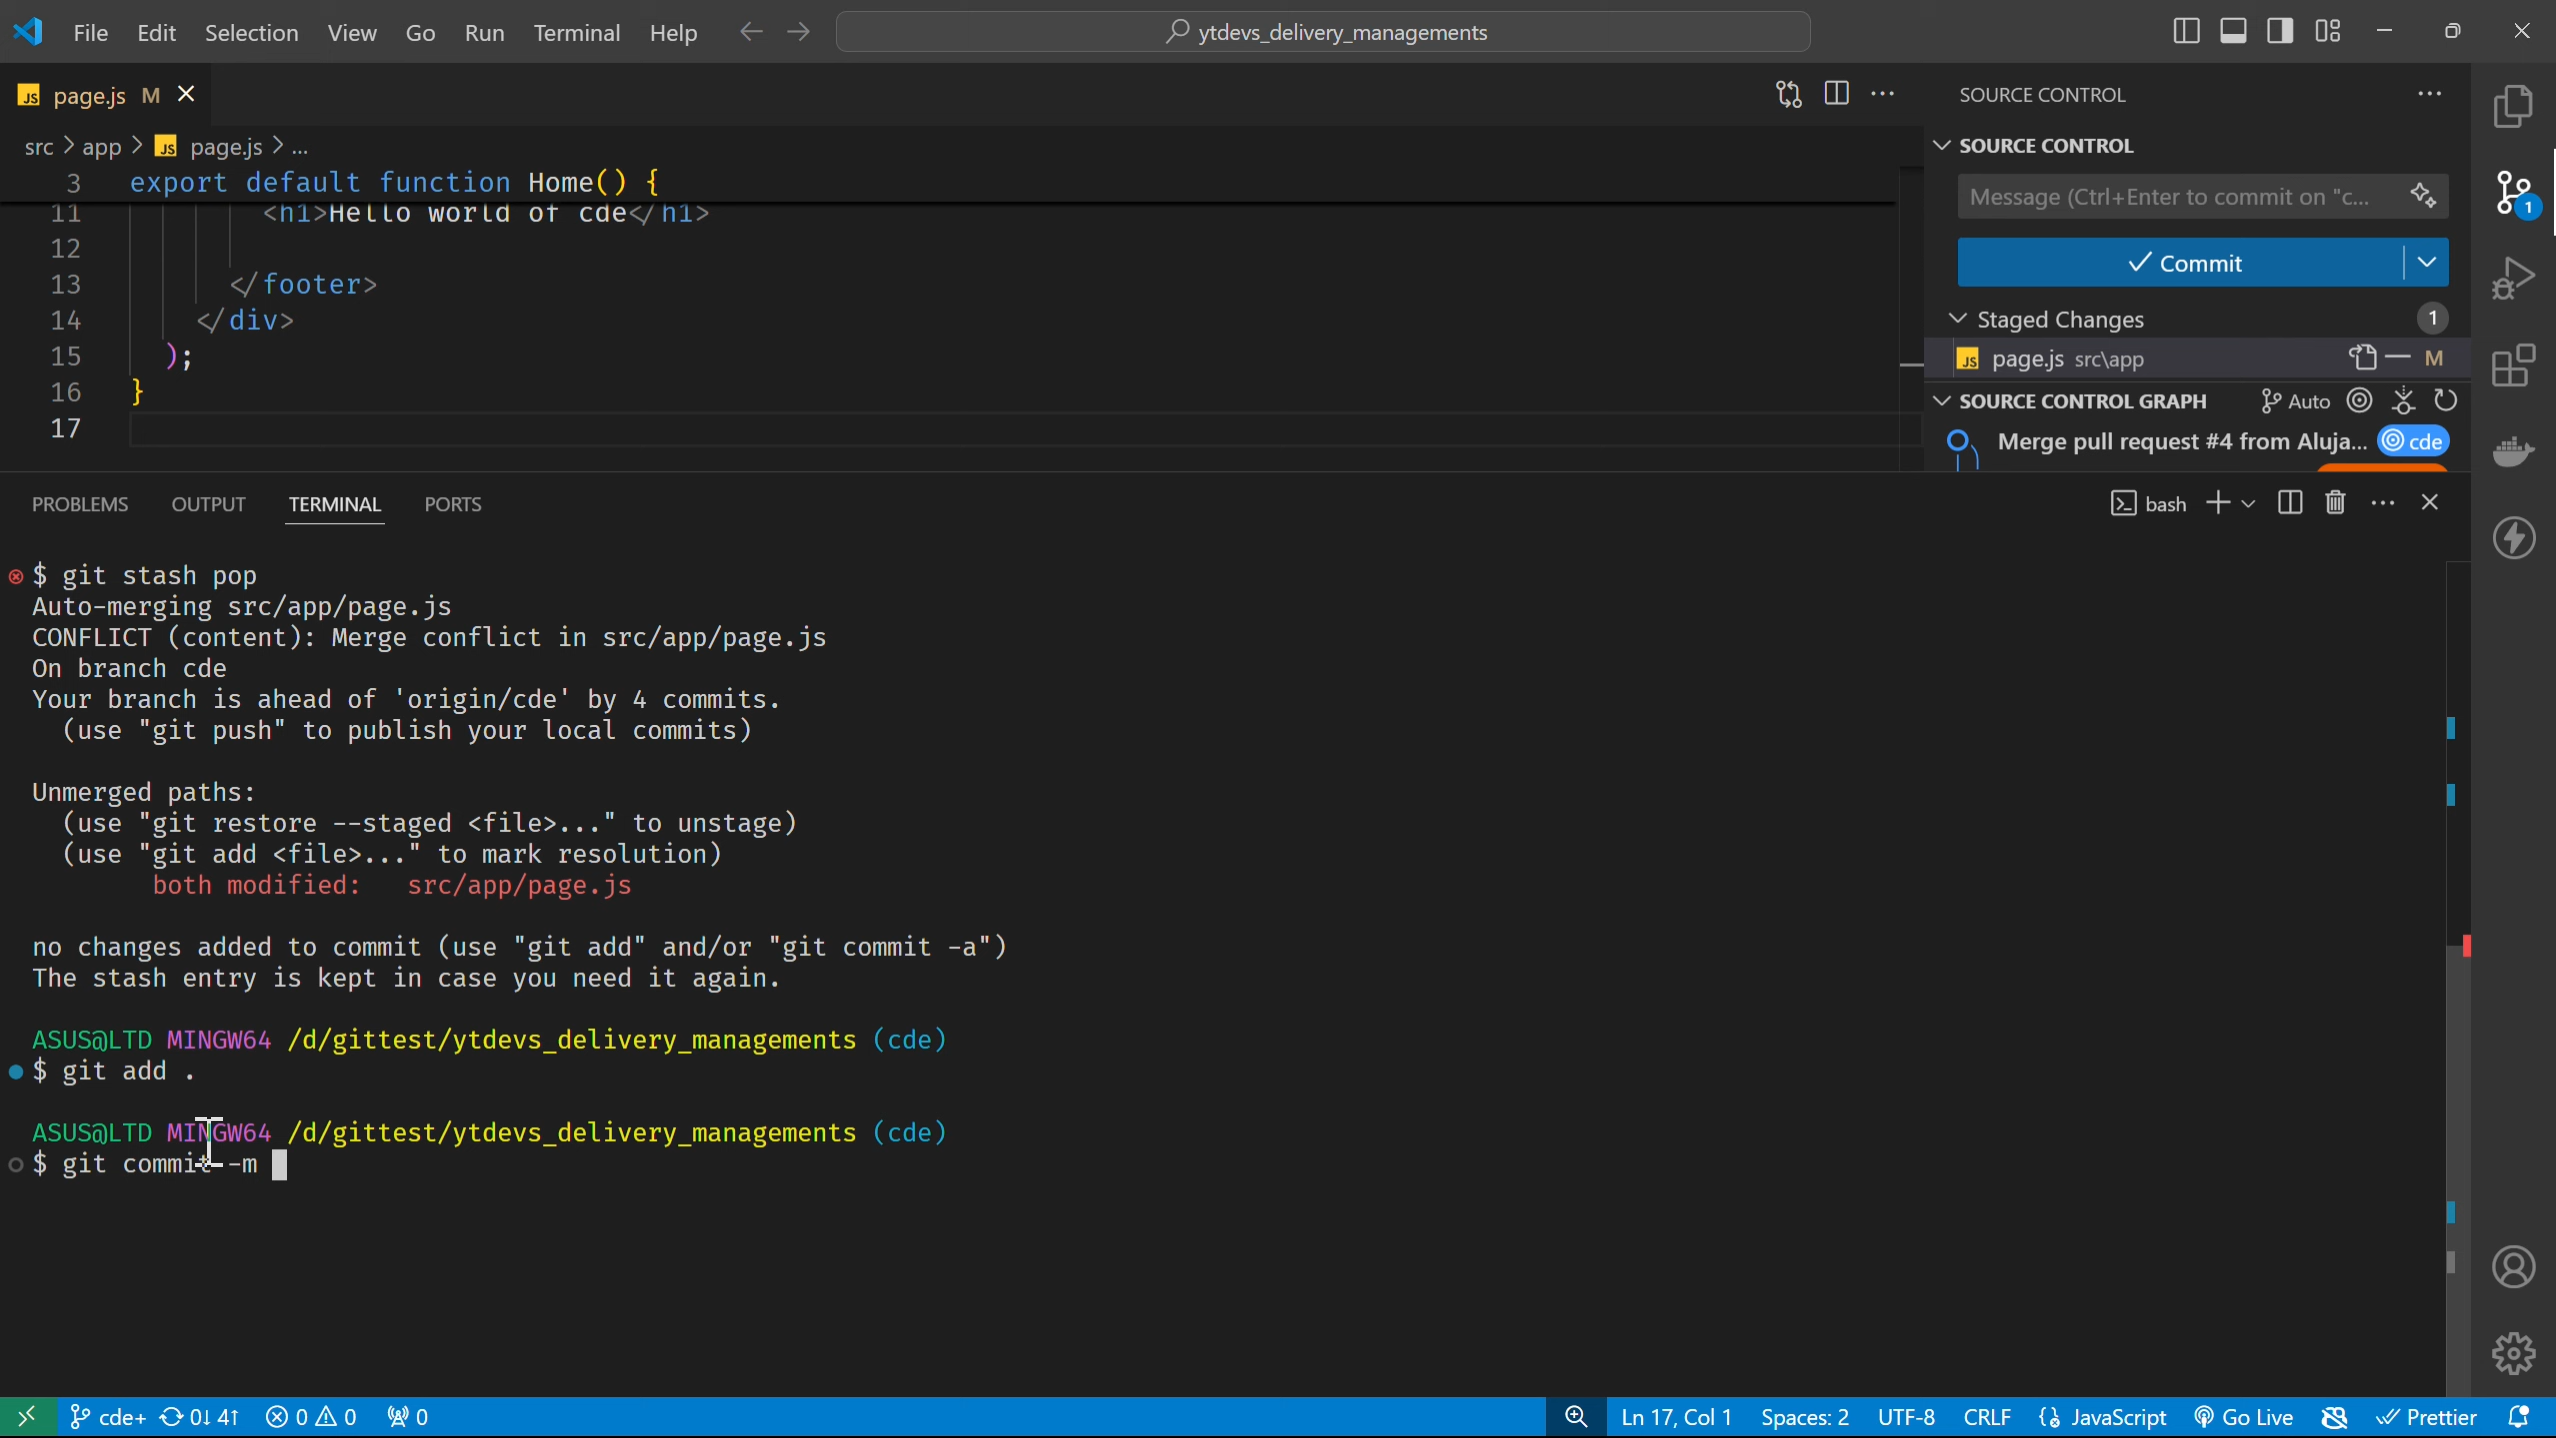 File Edit Selection View Go Run Terminal Help ytdevs_delivery_managements
JS page.js M
src > app > JS page.js > ...
3 export default function Home() {
11 <h1>Hello world of cde</h1>
12
13 </footer>
14 </div>
15 );
16 }
17
SOURCE CONTROL
SOURCE CONTROL
Message (Ctrl+Enter to commit on "c...
Commit
Staged Changes 1
JS page.js src\app M
SOURCE CONTROL GRAPH Auto
Merge pull request #4 from Aluja... cde
1
PROBLEMS OUTPUT TERMINAL PORTS bash
$ git stash pop
Auto-merging src/app/page.js
CONFLICT (content): Merge conflict in src/app/page.js
On branch cde
Your branch is ahead of 'origin/cde' by 4 commits.
(use "git push" to publish your local commits)
Unmerged paths:
(use "git restore --staged <file>..." to unstage)
(use "git add <file>..." to mark resolution)
both modified: src/app/page.js
no changes added to commit (use "git add" and/or "git commit -a")
The stash entry is kept in case you need it again.
ASUS@LTD MINGW64 /d/gittest/ytdevs_delivery_managements (cde)
$ git add .
ASUS@LTD MINGW64 /d/gittest/ytdevs_delivery_managements (cde)
$ git commit -m
cde+ 0↓ 4↑ 0 0 0 Ln 17, Col 1 Spaces: 2 UTF-8 CRLF {} JavaScript Go Live Prettier